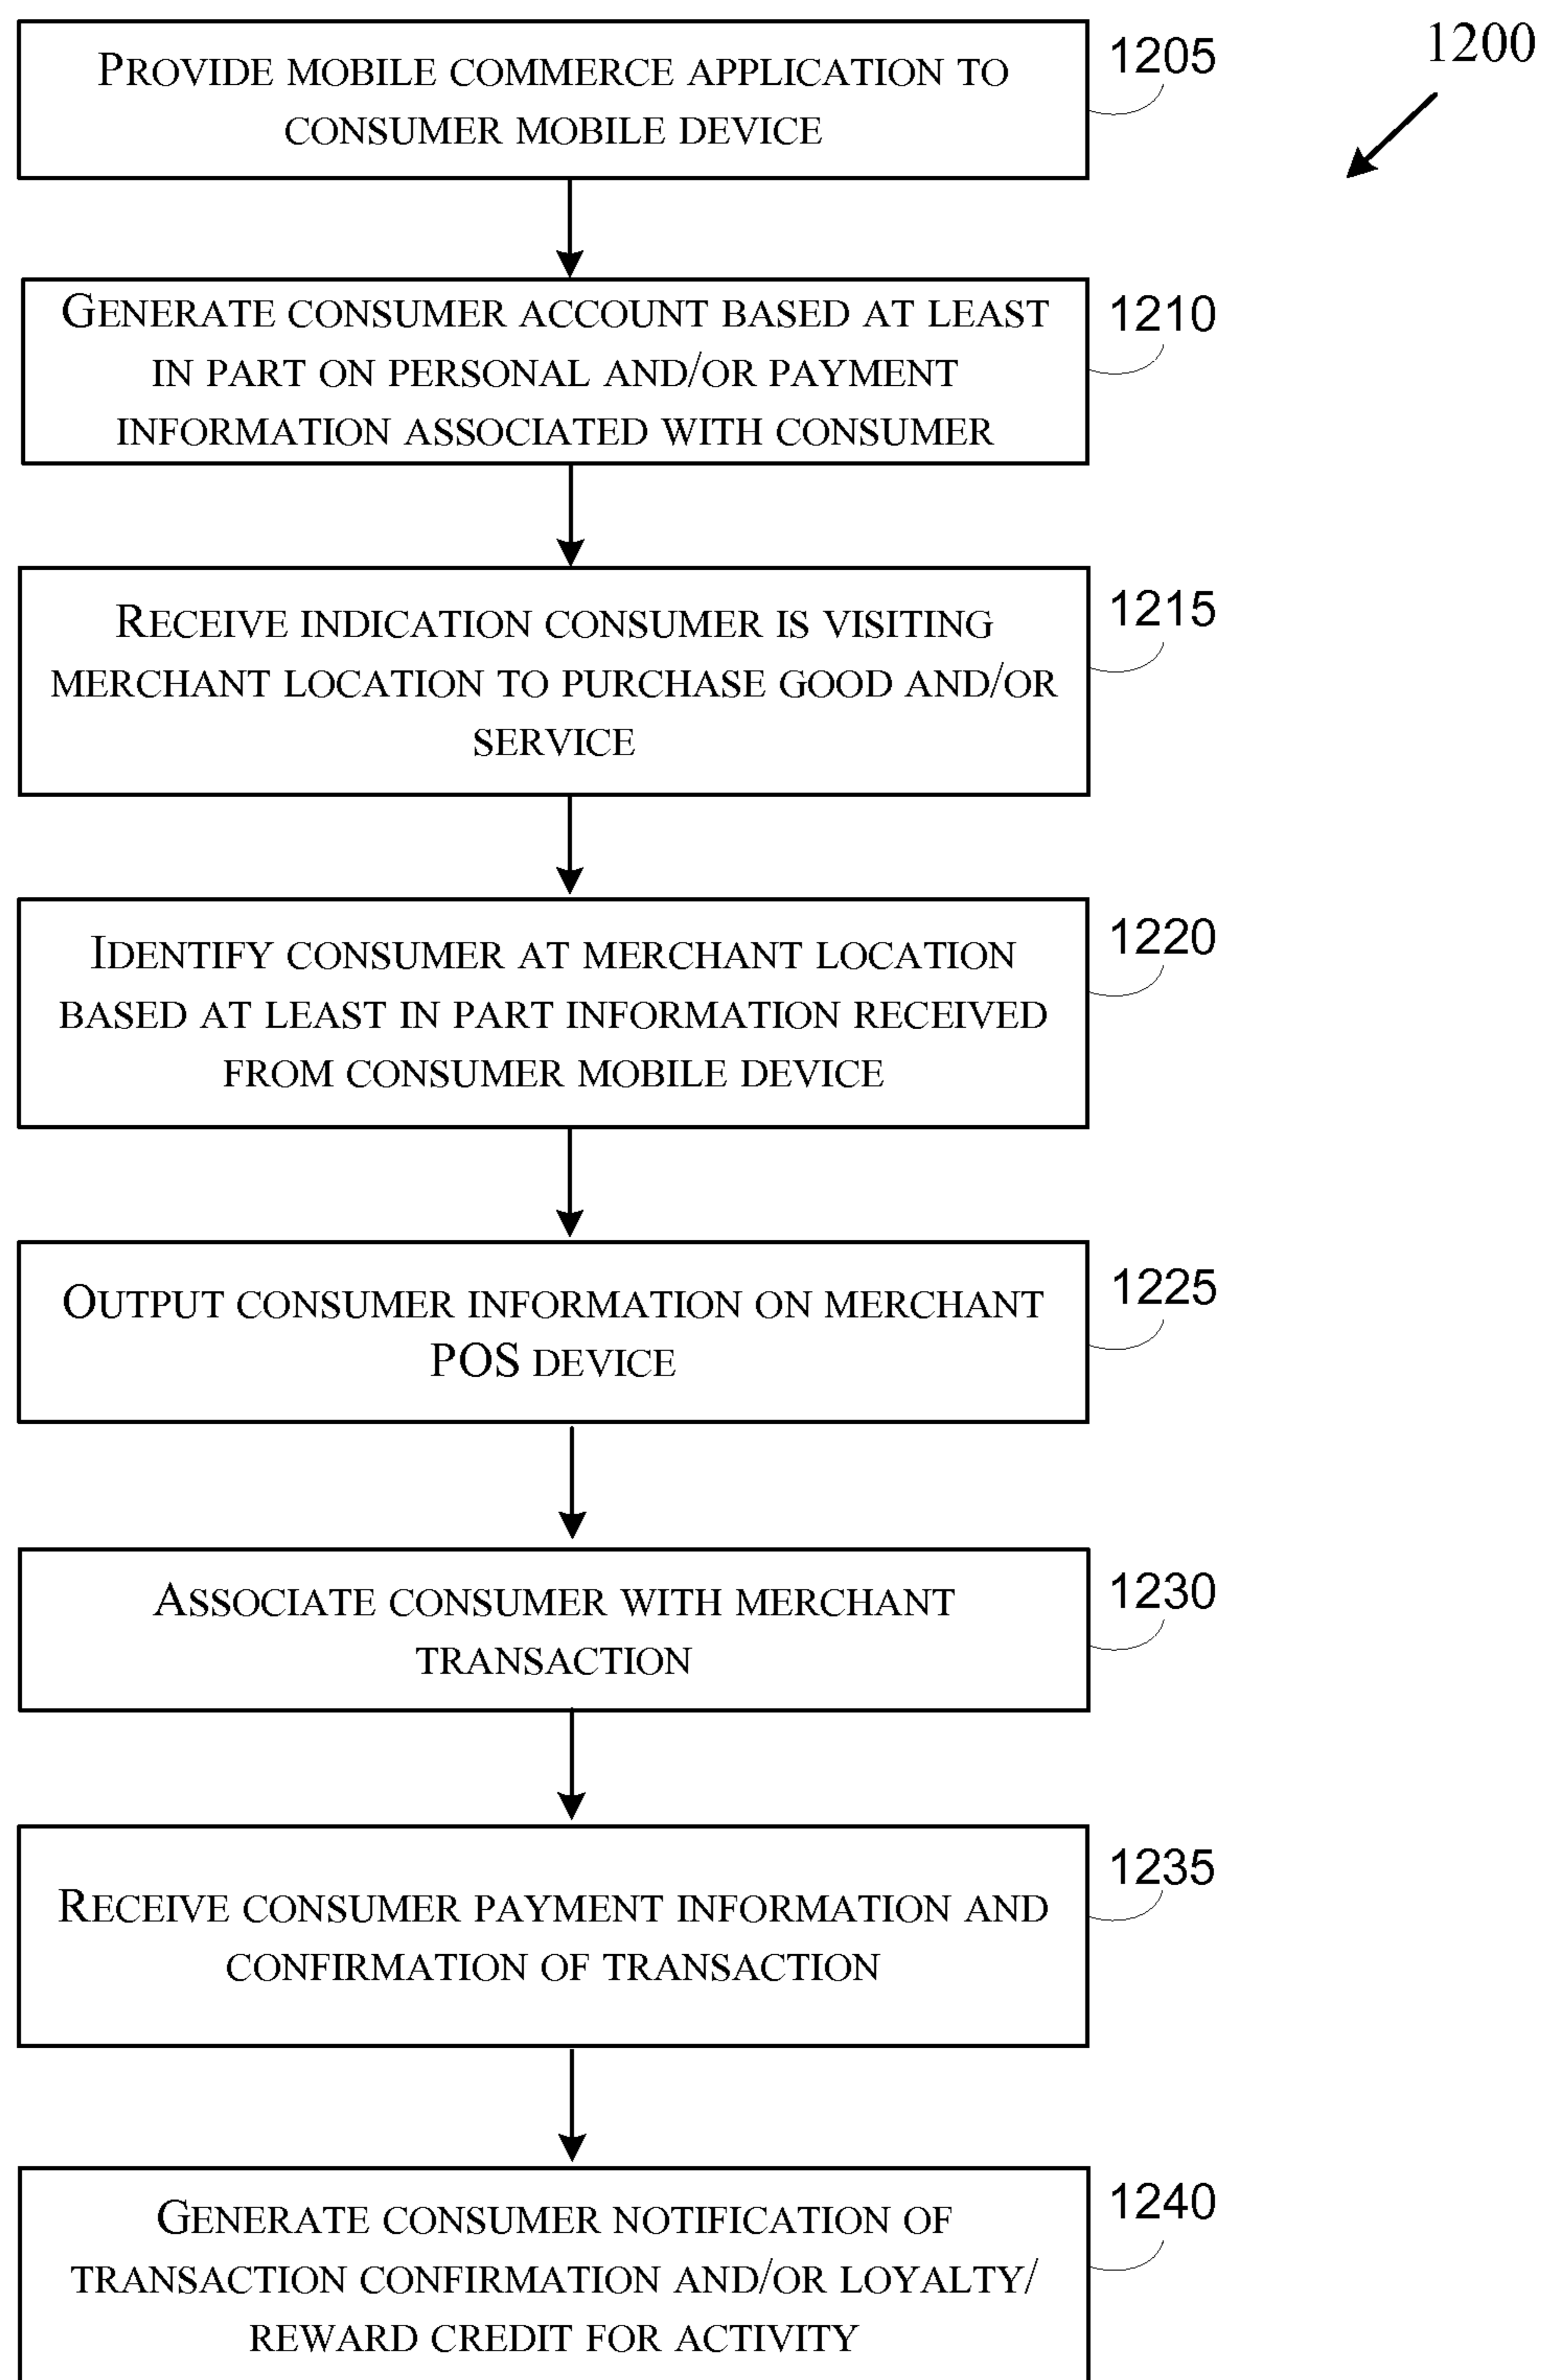 PROVIDE MOBILE COMMERCE APPLICATION TO
CONSUMER MOBILE DEVICE
1205
1200
GENERATE CONSUMER ACCOUNT BASED AT LEAST
IN PART ON PERSONAL AND/OR PAYMENT
INFORMATION ASSOCIATED WITH CONSUMER
1210
RECEIVE INDICATION CONSUMER IS VISITING
MERCHANT LOCATION TO PURCHASE GOOD AND/OR
SERVICE
1215
IDENTIFY CONSUMER AT MERCHANT LOCATION
BASED AT LEAST IN PART INFORMATION RECEIVED
FROM CONSUMER MOBILE DEVICE
1220
OUTPUT CONSUMER INFORMATION ON MERCHANT
POS DEVICE
1225
ASSOCIATE CONSUMER WITH MERCHANT
TRANSACTION
1230
RECEIVE CONSUMER PAYMENT INFORMATION AND
CONFIRMATION OF TRANSACTION
1235
GENERATE CONSUMER NOTIFICATION OF
TRANSACTION CONFIRMATION AND/OR LOYALTY/
REWARD CREDIT FOR ACTIVITY
1240